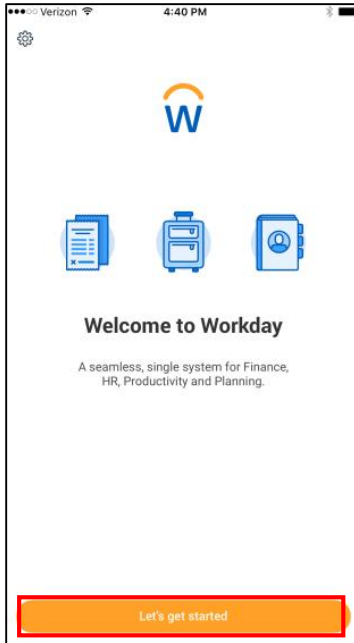 Verizon 4:40 PM
W
Welcome to Workday
A seamless, single system for Finance,
HR, Productivity and Planning.
Let's get started